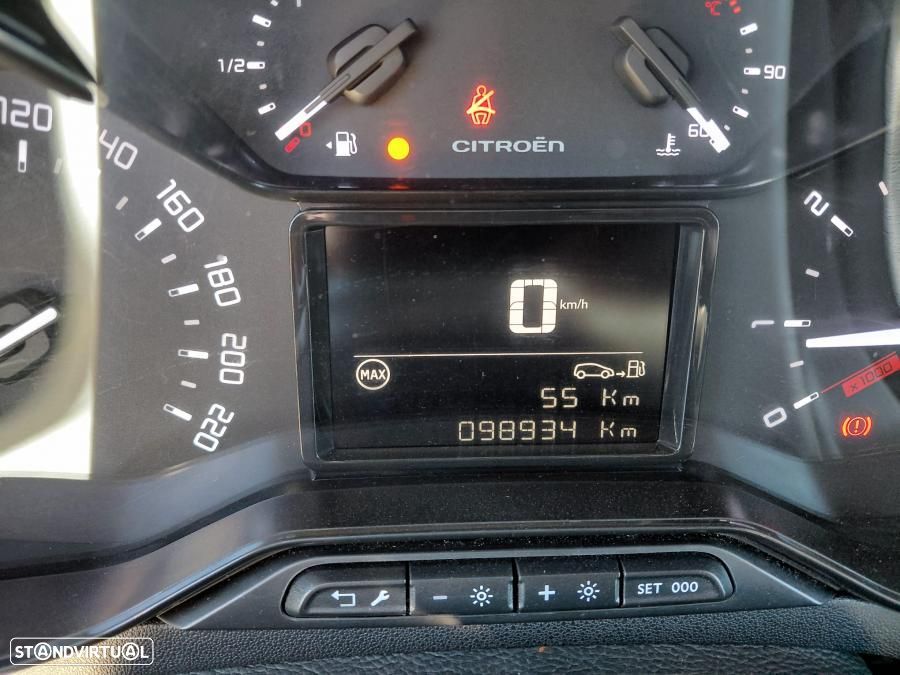 1/2
0
°C
90
60
CITROËN
120
140
160
180
200
220
0 km/h
MAX
55 Km
098934 Km
2
1
0
x1000
SET 000
STANDVIRTUAL